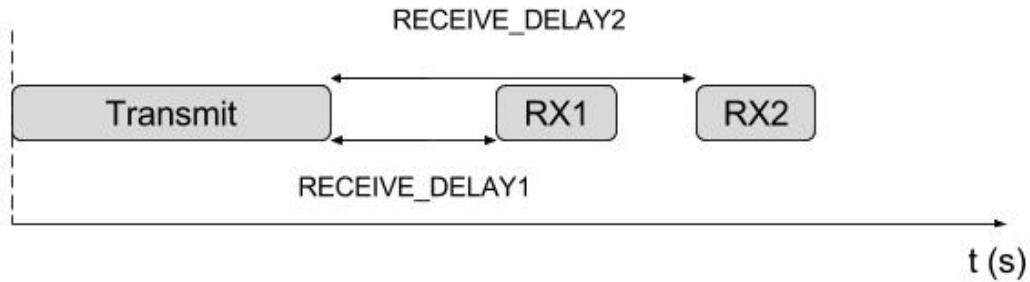 RECEIVE_DELAY2
Transmit
RX1
RX2
RECEIVE_DELAY1
t (s)